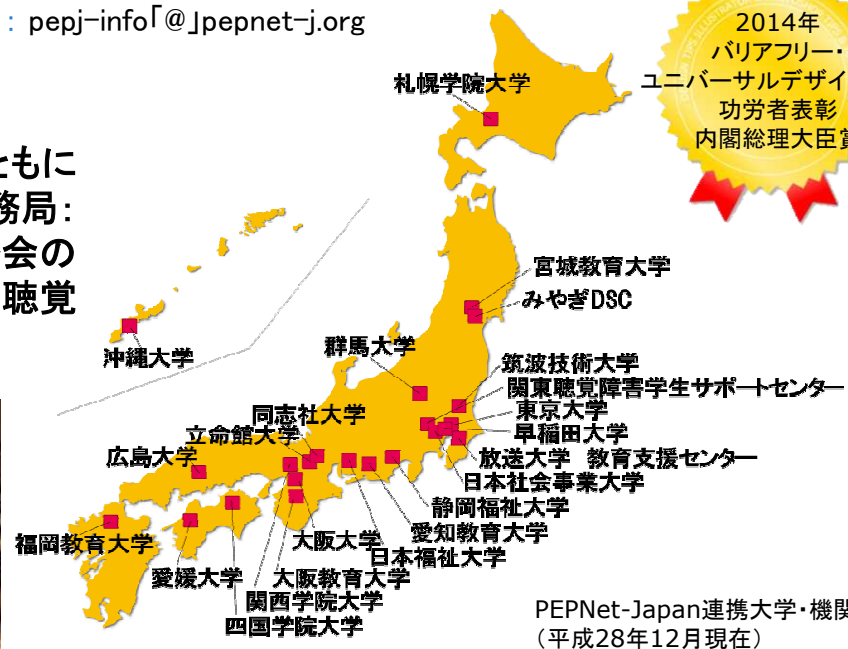 : pepj-info「@」pepnet-j.org
2014年
バリアフリー・
ユニバーサルデザイ
功労者表彰
内閣総理大臣賞
ともに
務局:
会の
聴覚
札幌学院大学
宮城教育大学
みやぎDSC
沖縄大学
群馬大学
筑波技術大学
関東聴覚障害学生サポートセンター
東京大学
早稲田大学
放送大学 教育支援センター
日本社会事業大学
静岡福祉大学
愛知教育大学
日本福祉大学
同志社大学
立命館大学
広島大学
福岡教育大学
愛媛大学
大阪大学
大阪教育大学
関西学院大学
四国学院大学
PEPNet-Japan連携大学・機関
(平成28年12月現在)